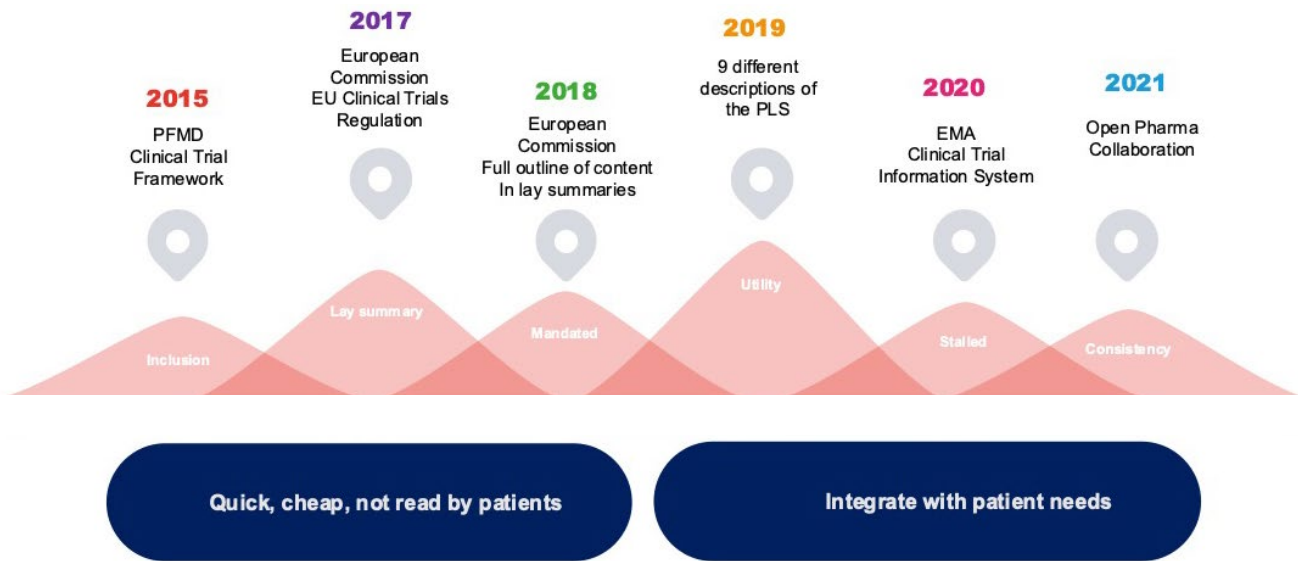 2015
PFMD
Clinical Trial
Framework
2017
European
Commission
EU Clinical Trials
Regulation
2018
European
Commission
Full outline of content
In lay summaries
2019
9 different
descriptions of
the PLS
2020
EMA
Clinical Trial
Information System
2021
Open Pharma
Collaboration
Inclusion
Lay summary
Mandated
Utility
Stalled
Consistency
Quick, cheap, not read by patients
Integrate with patient needs